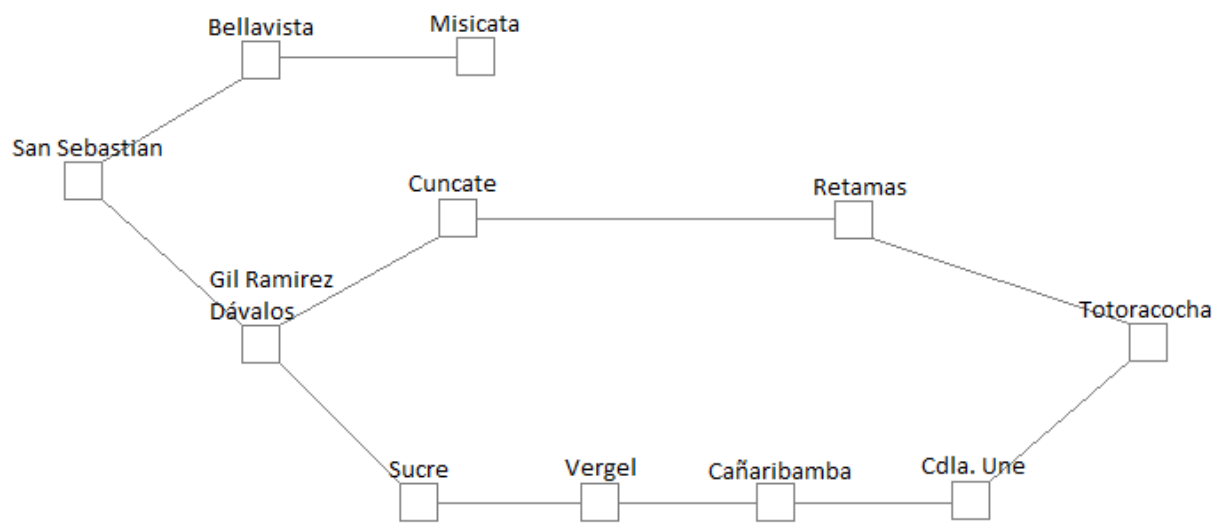 Bellavista
Misicata
San Sebastian
Cuncate
Retamas
Gil Ramirez
Dávalos
Totoracocha
Sucre
Vergel
Cañaribamba
Cdla. Une